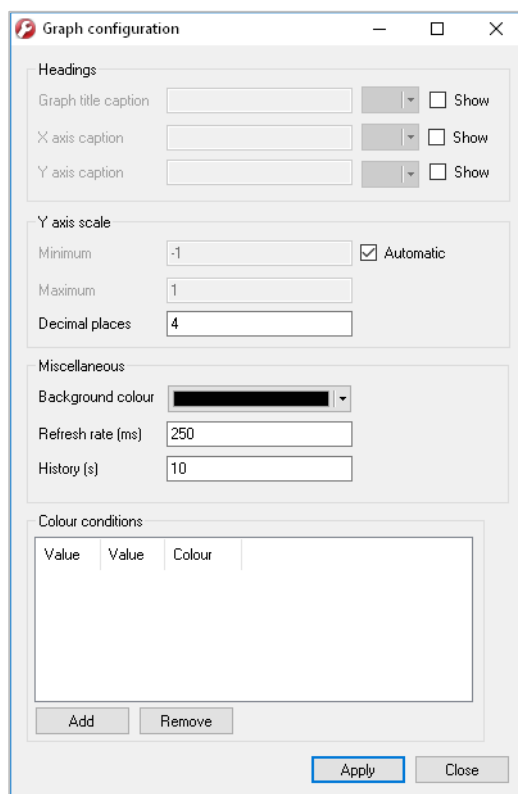 Graph configuration
Headings
Graph title caption Show
X axis caption Show
Y axis caption Show
Y axis scale
Minimum -1 Automatic
Maximum 1
Decimal places 4
Miscellaneous
Background colour
Refresh rate (ms) 250
History (s) 10
Colour conditions
Value Value Colour
Add Remove
Apply Close